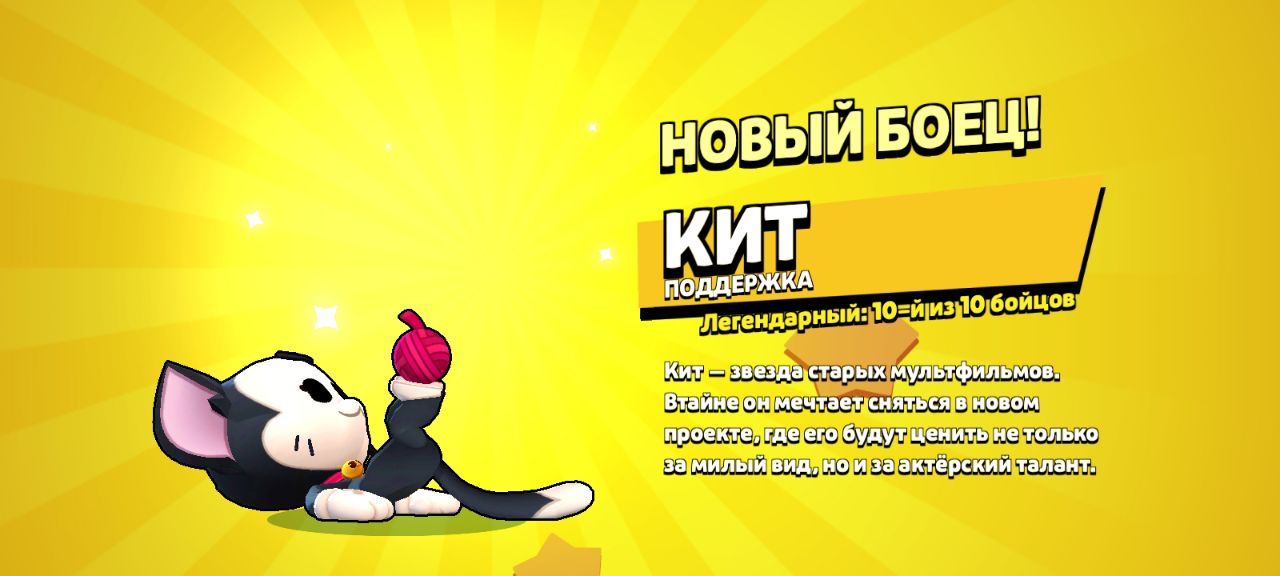 НОВЫЙ БОЕЦ!
КИТ
ПОДДЕРЖКА
Легендарный: 10=й из 10 бойцов
Кит – звезда старых мультфильмов.
Втайне он мечтает сняться в новом
проекте, где его будут ценить не только
за милый вид, но и за актёрский талант.